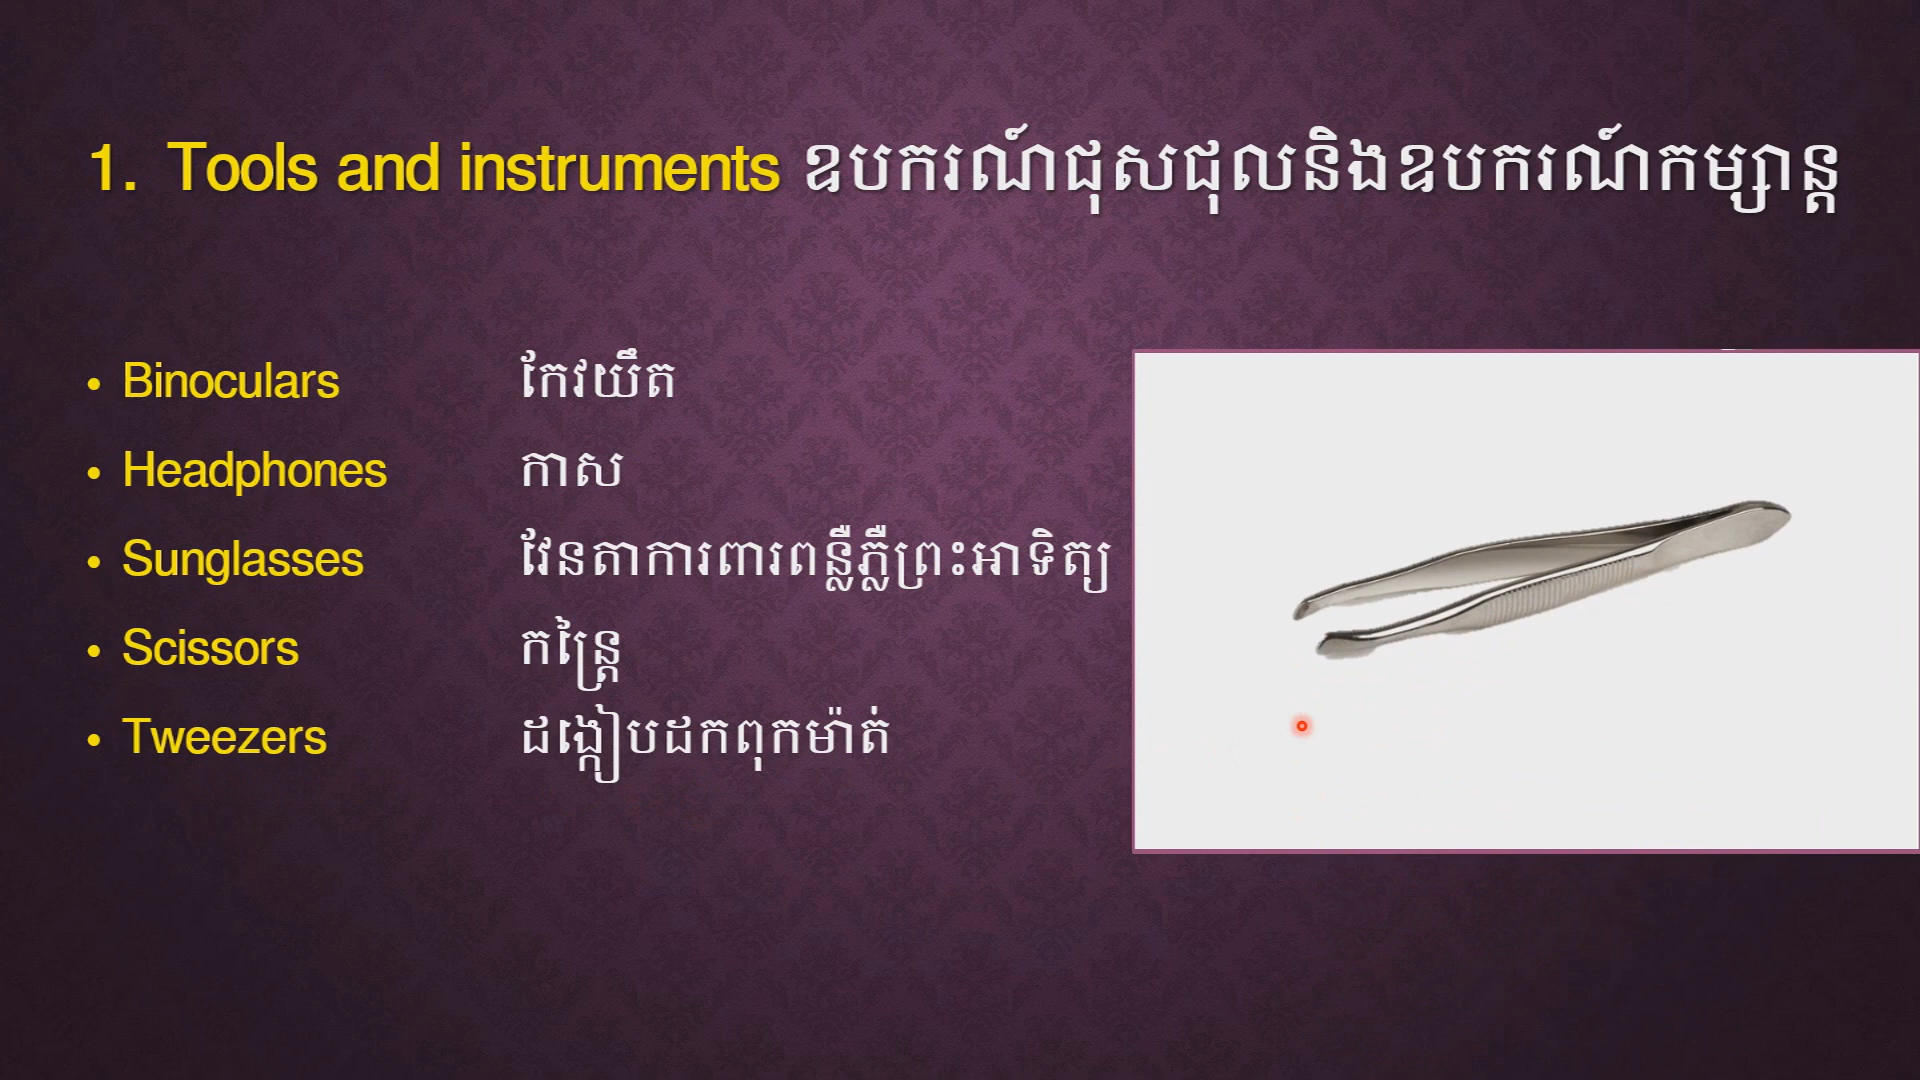 1. Tools and instruments ឧបករណ៍ជុសជុលនិងឧបករណ៍កម្សាន្ត
• Binoculars កែវយឺត
• Headphones កាស
• Sunglasses វែនតាការពារពន្លឺភ្លឺព្រះអាទិត្យ
• Scissors កន្ត្រៃ
• Tweezers ដង្កៀបដកពុកម៉ាត់